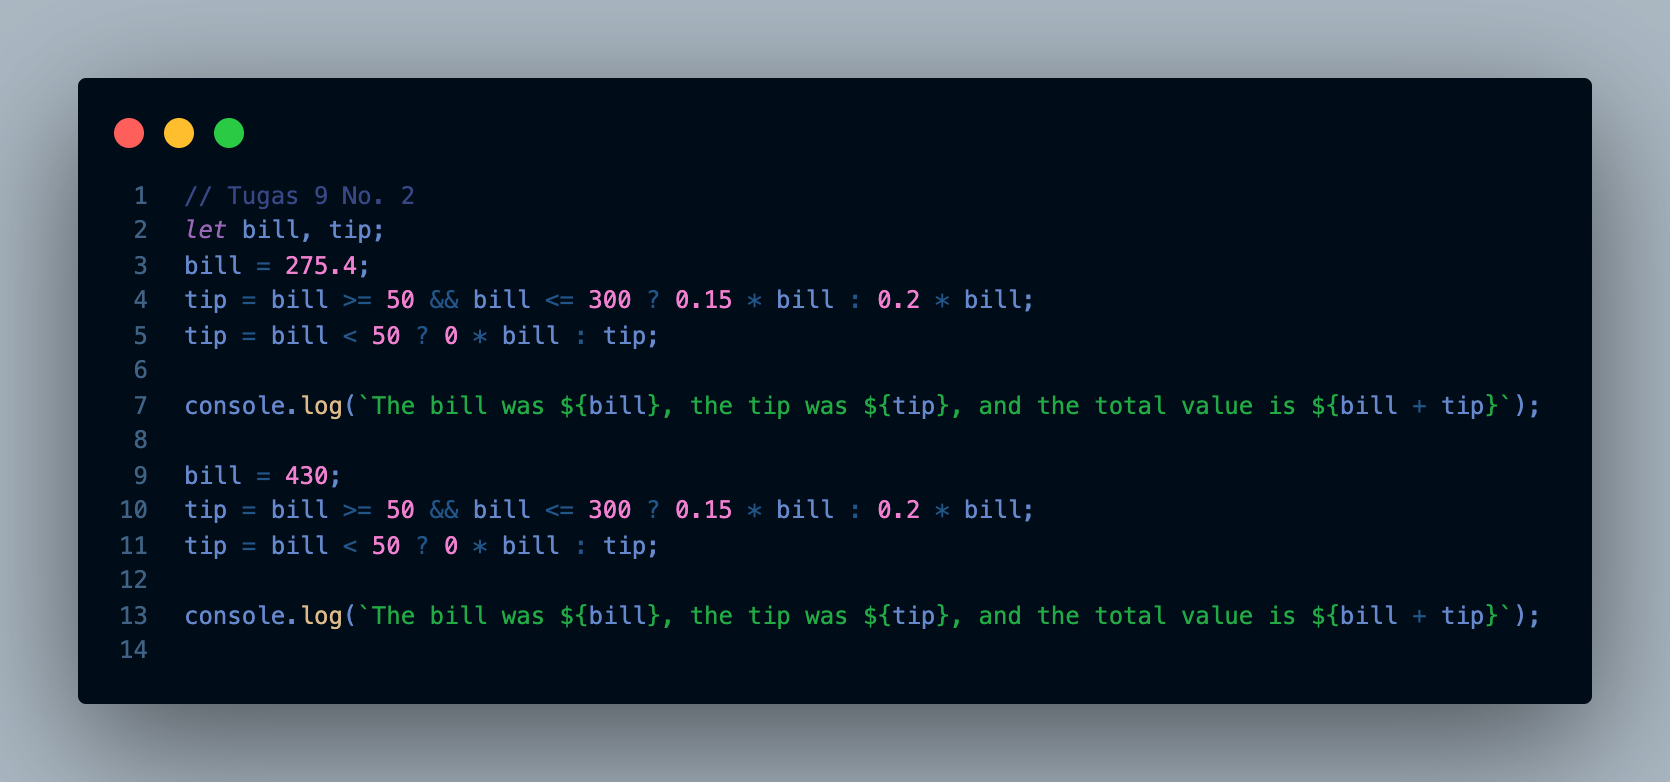 1 // Tugas 9 No. 2
2 let bill, tip;
3 bill = 275.4;
4 tip = bill >= 50 && bill <= 300 ? 0.15 * bill : 0.2 * bill;
5 tip = bill < 50 ? 0 * bill : tip;
6
7 console.log(`The bill was ${bill}, the tip was ${tip}, and the total value is ${bill + tip}`);
8
9 bill = 430;
10 tip = bill >= 50 && bill <= 300 ? 0.15 * bill : 0.2 * bill;
11 tip = bill < 50 ? 0 * bill : tip;
12
13 console.log(`The bill was ${bill}, the tip was ${tip}, and the total value is ${bill + tip}`);
14